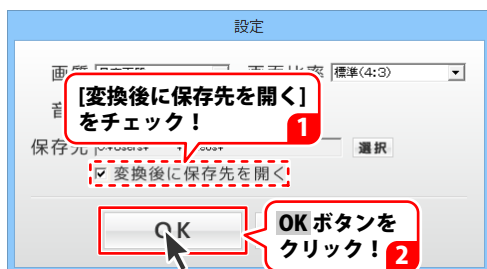 設定
画質
画面比率 標準(4:3)
[変換後に保存先を開く]
をチェック！
1
保存先
選択
変換後に保存先を開く
OK
OKボタンを
クリック！
2